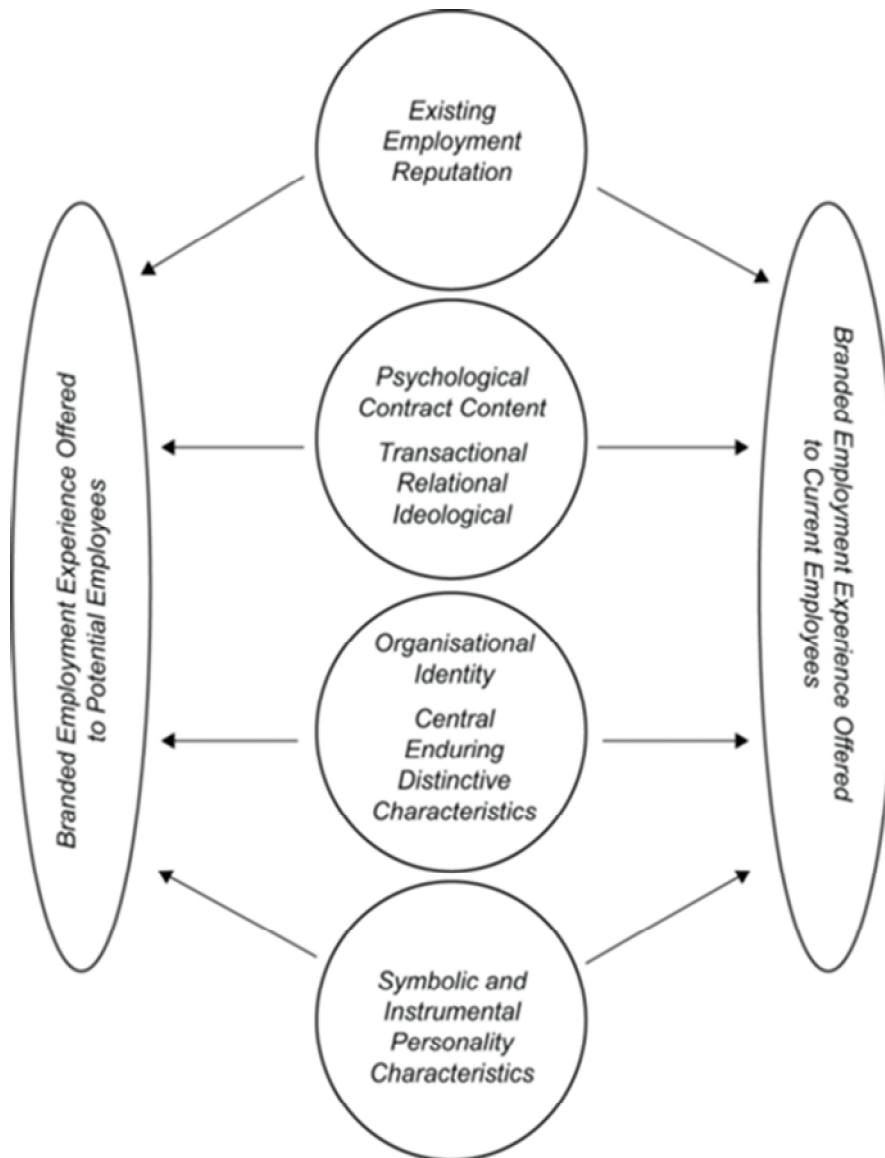 Existing
Employment
Reputation
Psychological
Contract Content
Transactional
Relational
Ideological
Organisational
Identity
Central
Enduring
Distinctive
Characteristics
Symbolic and
Instrumental
Personality
Characteristics
Branded Employment Experience Offered
to Potential Employees
Branded Employment Experience Offered
to Current Employees